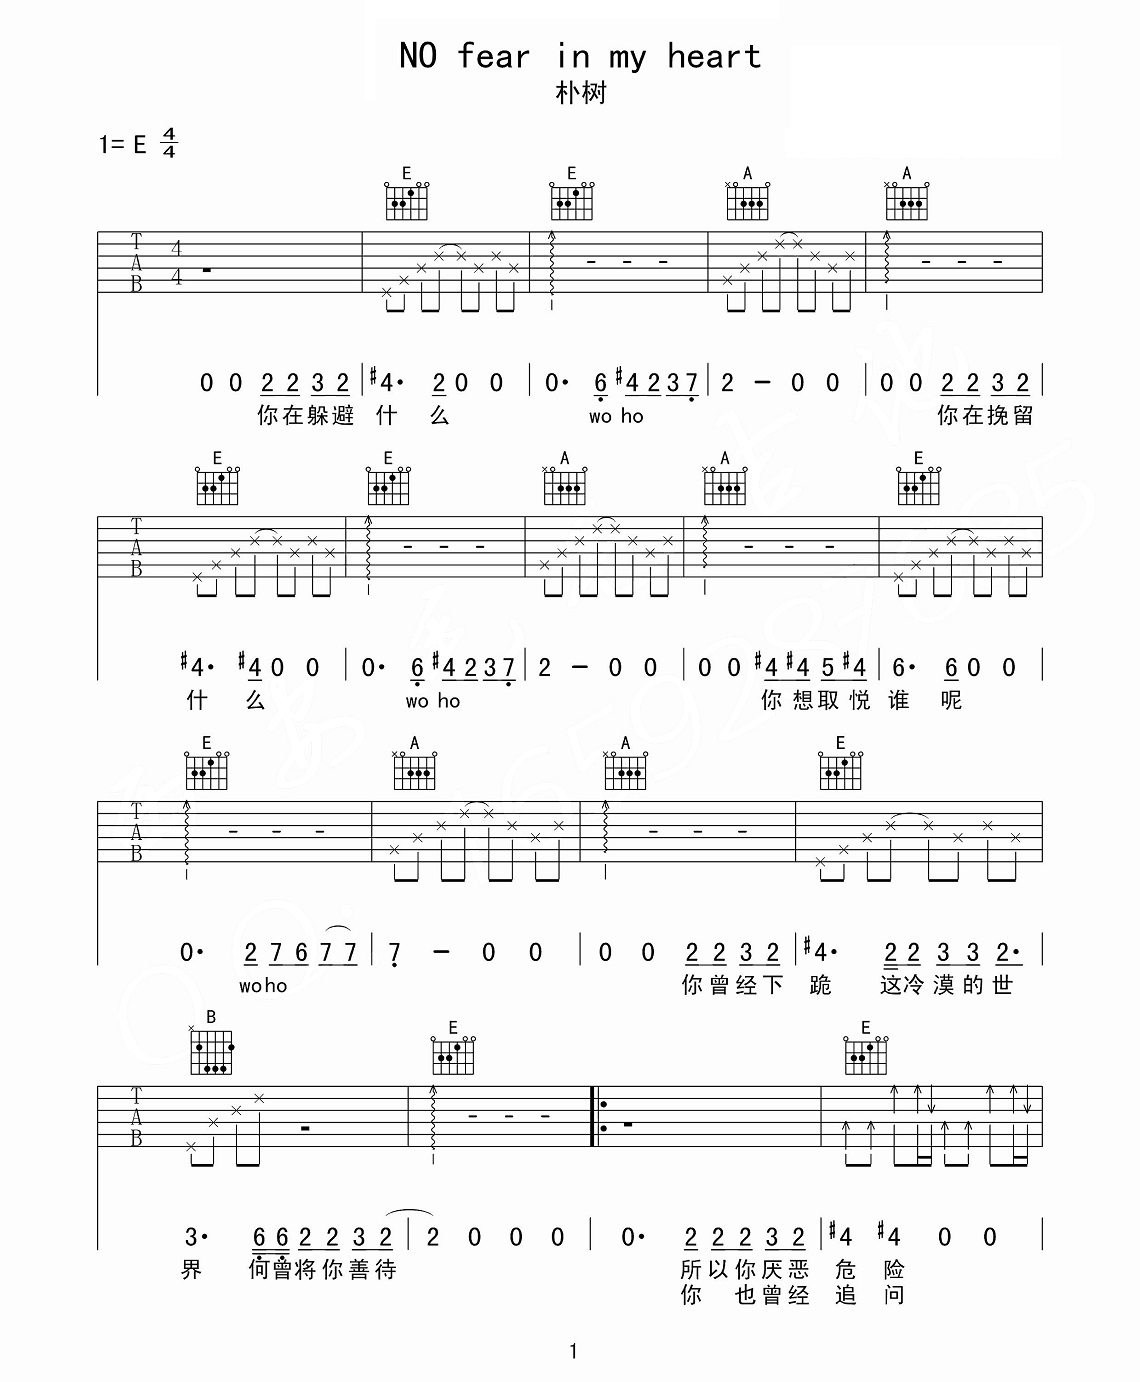 NO fear in my heart
朴树
1= E 4/4
E E A A
T A B 4 4
0 0 2 2 3 2 #4· 2 0 0 0· 6 #4 2 3 7 2 - 0 0 0 0 2 2 3 2
你在躲避 什么 wo ho 你在挽留
E E A A E
T A B
#4· #4 0 0 0· 6 #4 2 3 7 2 - 0 0 0 0 #4 #4 5 #4 6· 6 0 0
什么 wo ho 你想取悦 谁呢
E A A E
T A B
0· 2 7 6 7 7 7 - 0 0 0 0 2 2 3 2 #4· 2 2 3 3 2·
wo ho 你曾经下 跪 这冷漠的世
B E E
T A B
3· 6 6 2 2 3 2 2 0 0 0 0· 2 2 2 3 2 #4 #4 0 0
界 何曾将你善待 所以你厌恶 危险
你 也曾经 追问
1